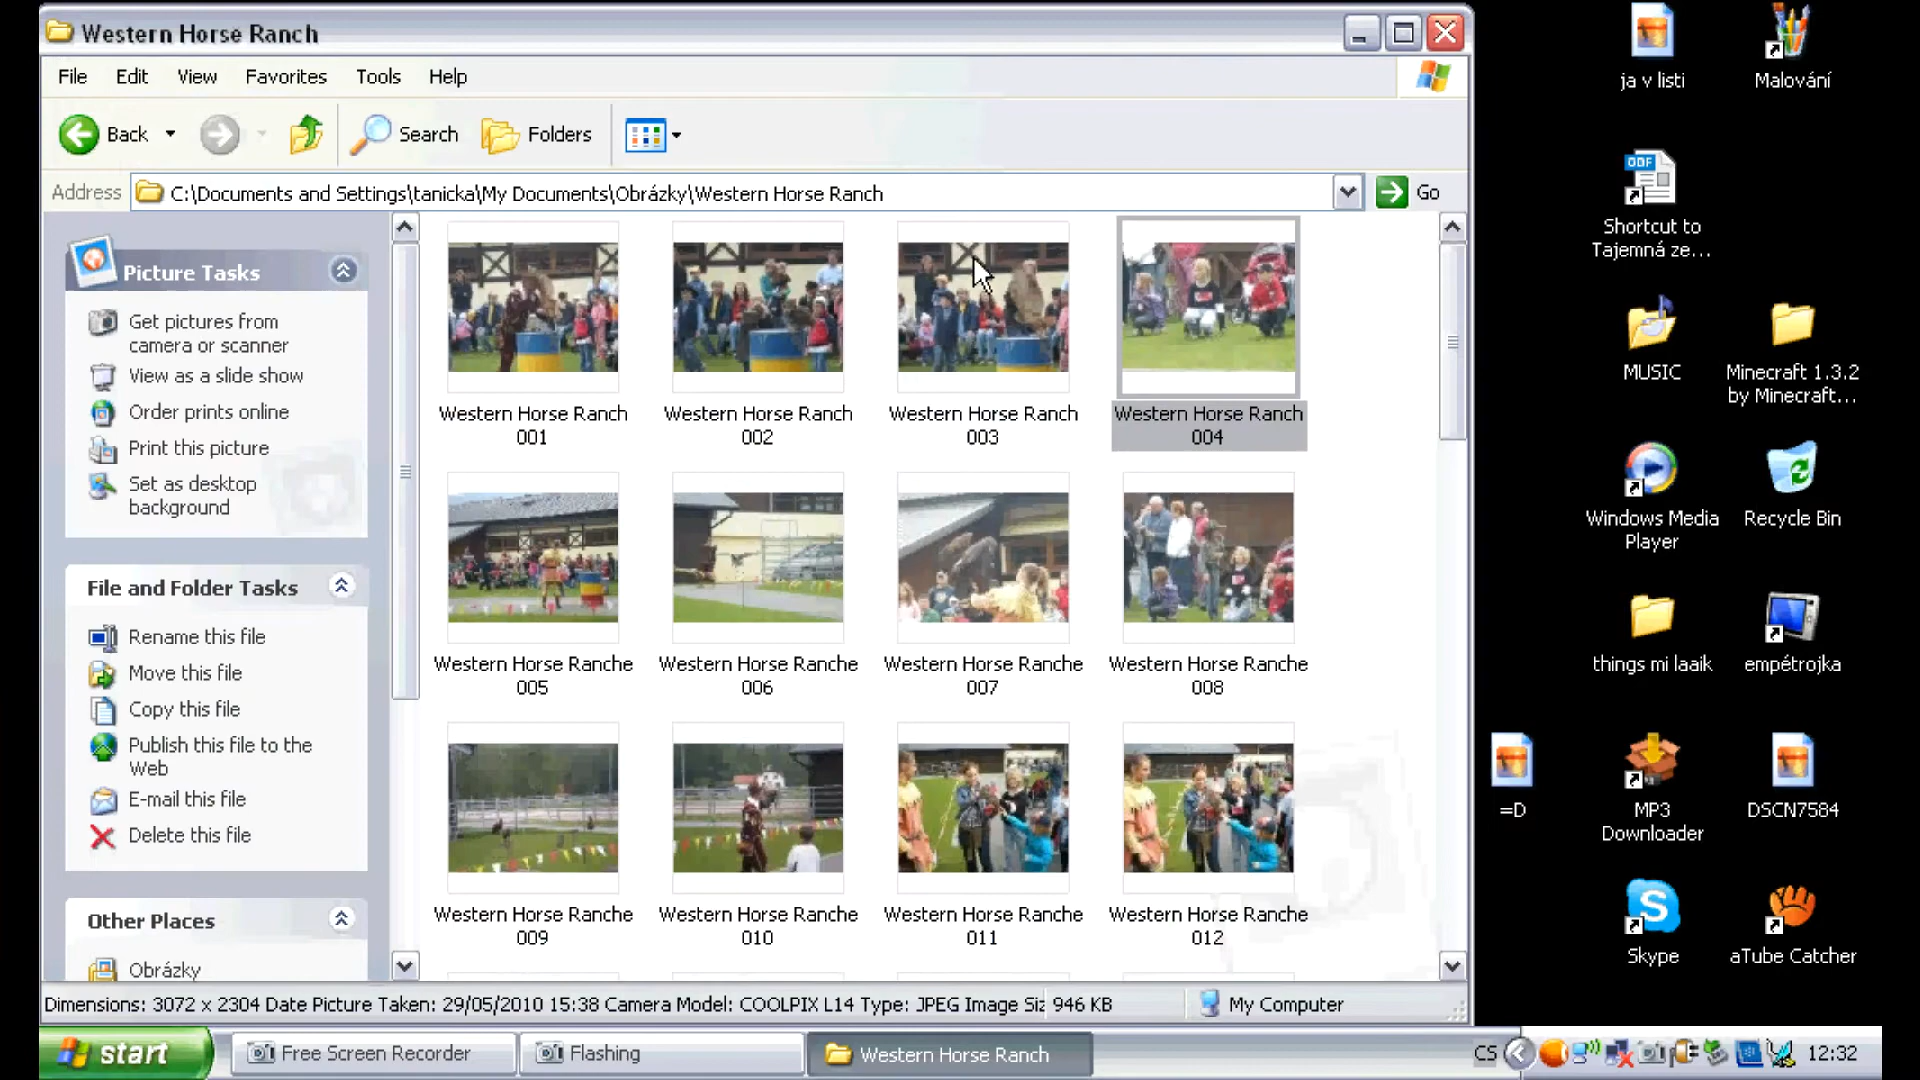 Western Horse Ranch
File Edit View Favorites Tools Help
Back Search Folders
Address C:\Documents and Settings\tanicka\My Documents\Obrázky\Western Horse Ranch Go
Picture Tasks
Get pictures from
camera or scanner
View as a slide show
Order prints online
Print this picture
Set as desktop
background
File and Folder Tasks
Rename this file
Move this file
Copy this file
Publish this file to the
Web
E-mail this file
Delete this file
Other Places
Obrázky
Western Horse Ranch
001
Western Horse Ranch
002
Western Horse Ranch
003
Western Horse Ranch
004
Western Horse Ranche
005
Western Horse Ranche
006
Western Horse Ranche
007
Western Horse Ranche
008
Western Horse Ranche
009
Western Horse Ranche
010
Western Horse Ranche
011
Western Horse Ranche
012
Dimensions: 3072 x 2304 Date Picture Taken: 29/05/2010 15:38 Camera Model: COOLPIX L14 Type: JPEG Image Siz 946 KB My Computer
ja v listi
Malování
ODF
Shortcut to
Tajemná ze...
MUSIC
Minecraft 1.3.2
by Minecraft...
Windows Media
Player
Recycle Bin
things mi laaik
empétrojka
=D
MP3
Downloader
DSCN7584
Skype
aTube Catcher
start Free Screen Recorder Flashing Western Horse Ranch CS 12:32